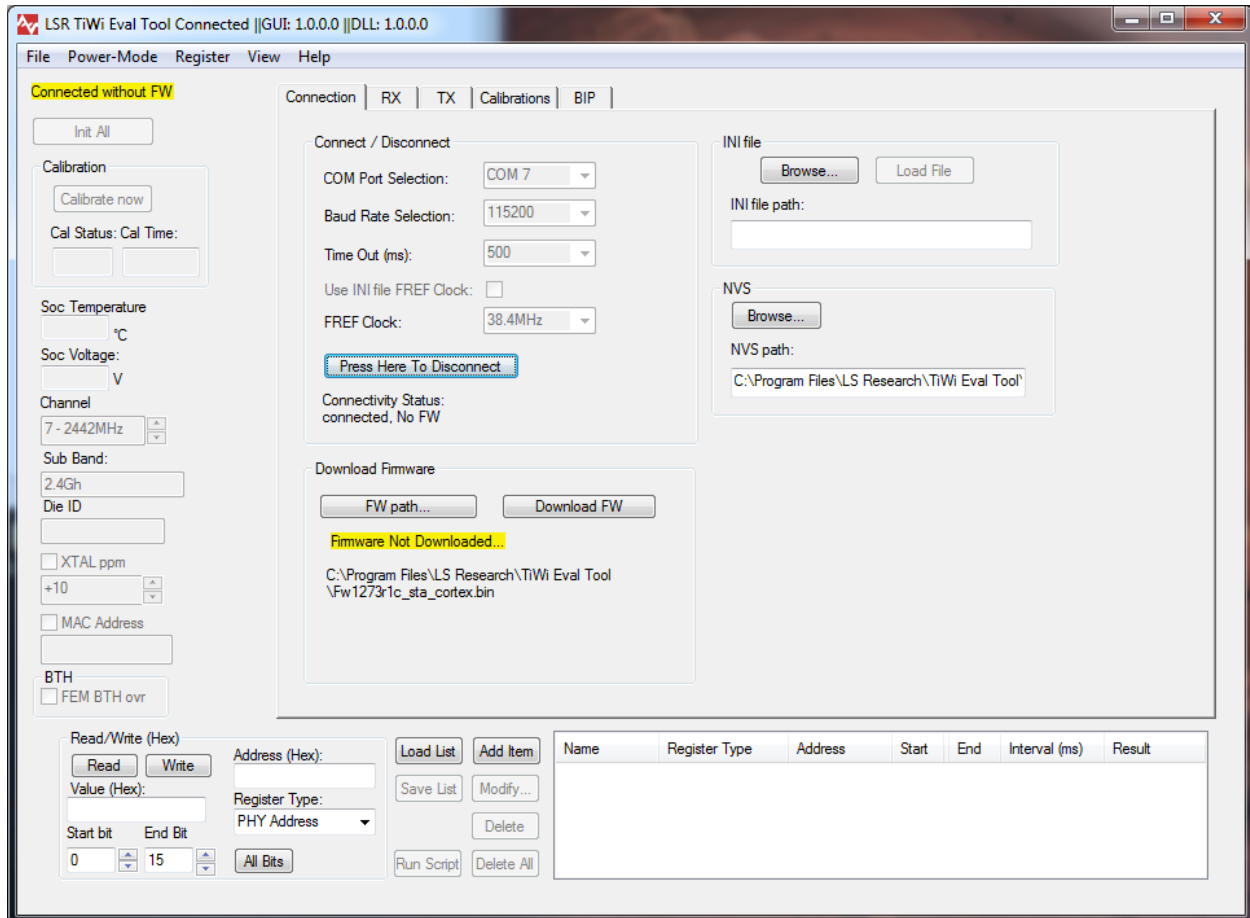 LSR TiWi Eval Tool Connected ||GUI: 1.0.0.0 ||DLL: 1.0.0.0
File Power-Mode Register View Help
Connected without FW
Init All
Calibration
Calibrate now
Cal Status: Cal Time:
Soc Temperature
°C
Soc Voltage:
V
Channel
7 - 2442MHz
Sub Band:
2.4Gh
Die ID
XTAL ppm
+10
MAC Address
BTH
FEM BTH ovr
Connection RX TX Calibrations BIP
Connect / Disconnect
COM Port Selection: COM 7
Baud Rate Selection: 115200
Time Out (ms): 500
Use INI file FREF Clock:
FREF Clock: 38.4MHz
Press Here To Disconnect
Connectivity Status:
connected, No FW
Download Firmware
FW path... Download FW
Firmware Not Downloaded...
C:\Program Files\LS Research\TiWi Eval Tool
\Fw1273r1c_sta_cortex.bin
INI file
Browse... Load File
INI file path:
NVS
Browse...
NVS path:
C:\Program Files\LS Research\TiWi Eval Tool\
Read/Write (Hex)
Read Write
Value (Hex):
Start bit End Bit
0 15
Address (Hex):
Register Type:
PHY Address
All Bits
Load List Add Item
Save List Modify...
Delete
Run Script Delete All
Name Register Type Address Start End Interval (ms) Result